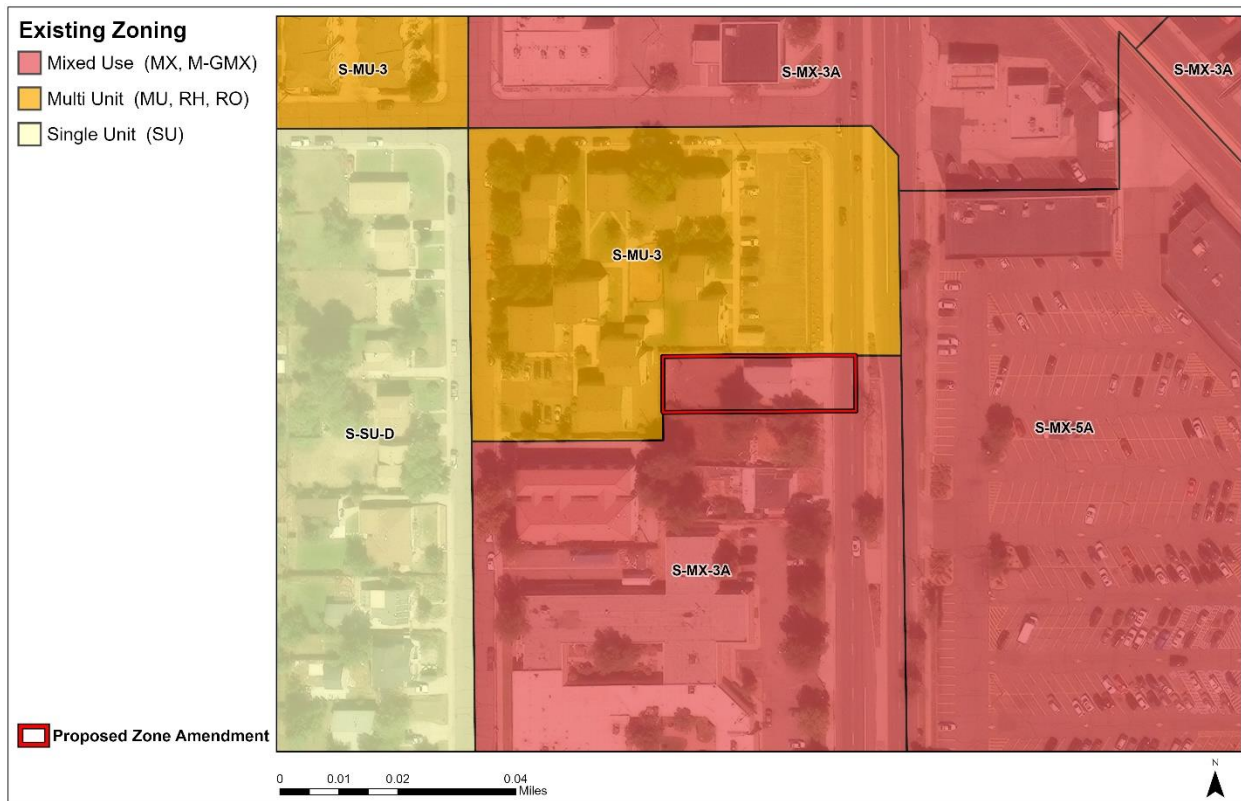 Existing Zoning
Mixed Use (MX, M-GMX)
Multi Unit (MU, RH, RO)
Single Unit (SU)
Proposed Zone Amendment
S-MU-3
S-MX-3A
S-MX-3A
S-MU-3
S-SU-D
S-MX-5A
S-MX-3A
0 0.01 0.02 0.04
Miles
N